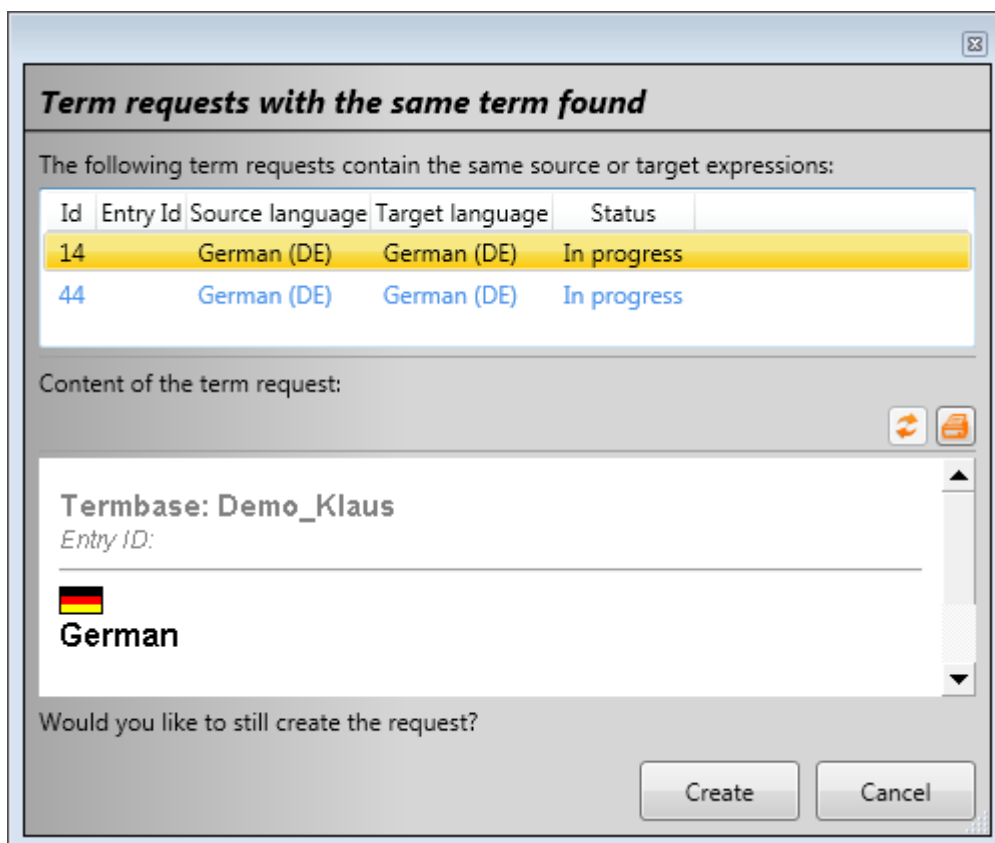 Term requests with the same term found
The following term requests contain the same source or target expressions:
Id Entry Id Source language Target language Status
14 German (DE) German (DE) In progress
44 German (DE) German (DE) In progress
Content of the term request:
Termbase: Demo_Klaus
Entry ID:
German
Would you like to still create the request?
Create Cancel